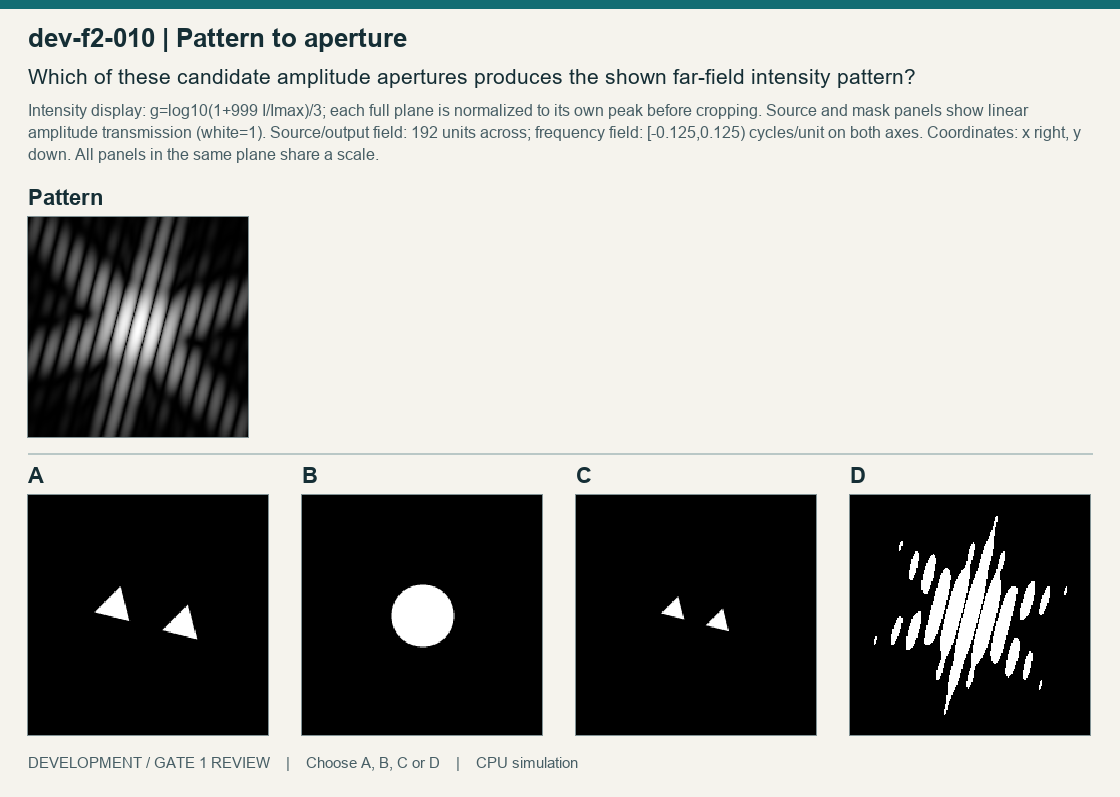 dev-f2-010 | Pattern to aperture
Which of these candidate amplitude apertures produces the shown far-field intensity pattern?
Intensity display: g=log10(1+999 I/Imax)/3; each full plane is normalized to its own peak before cropping. Source and mask panels show linear
amplitude transmission (white=1). Source/output field: 192 units across; frequency field: [-0.125,0.125) cycles/unit on both axes. Coordinates: x right, y
down. All panels in the same plane share a scale.
Pattern
A B C D
DEVELOPMENT / GATE 1 REVIEW | Choose A, B, C or D | CPU simulation